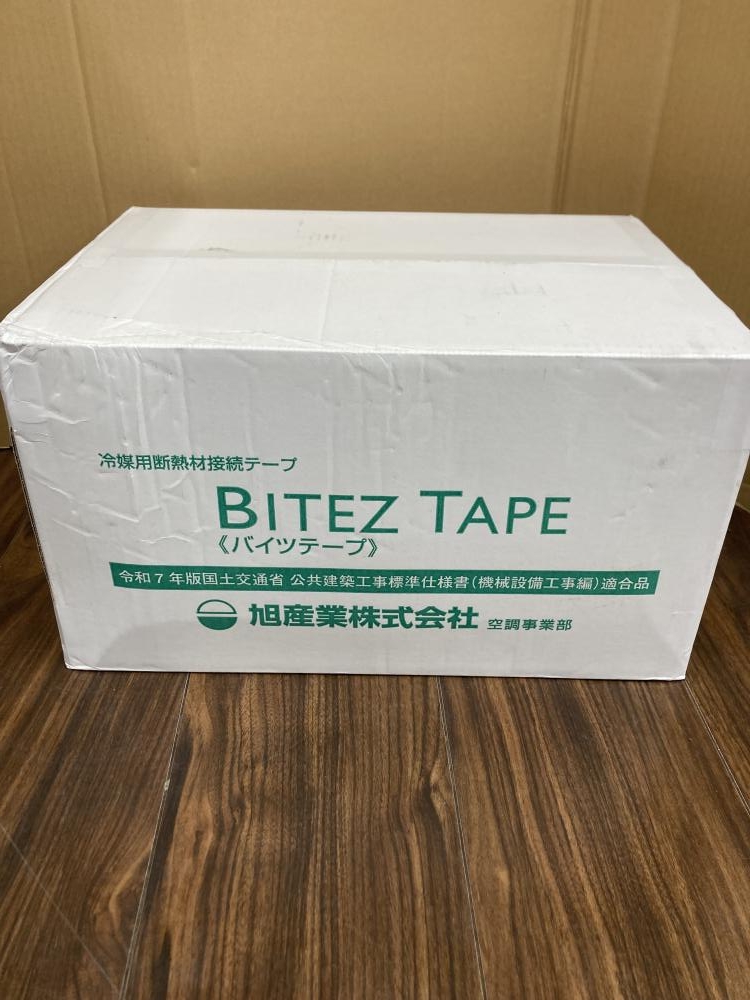 冷媒用断熱材接続テープ
BITEZ TAPE
《バイツテープ》
令和7年版国土交通省 公共建築工事標準仕様書(機械設備工事編)適合品
旭産業株式会社 空調事業部